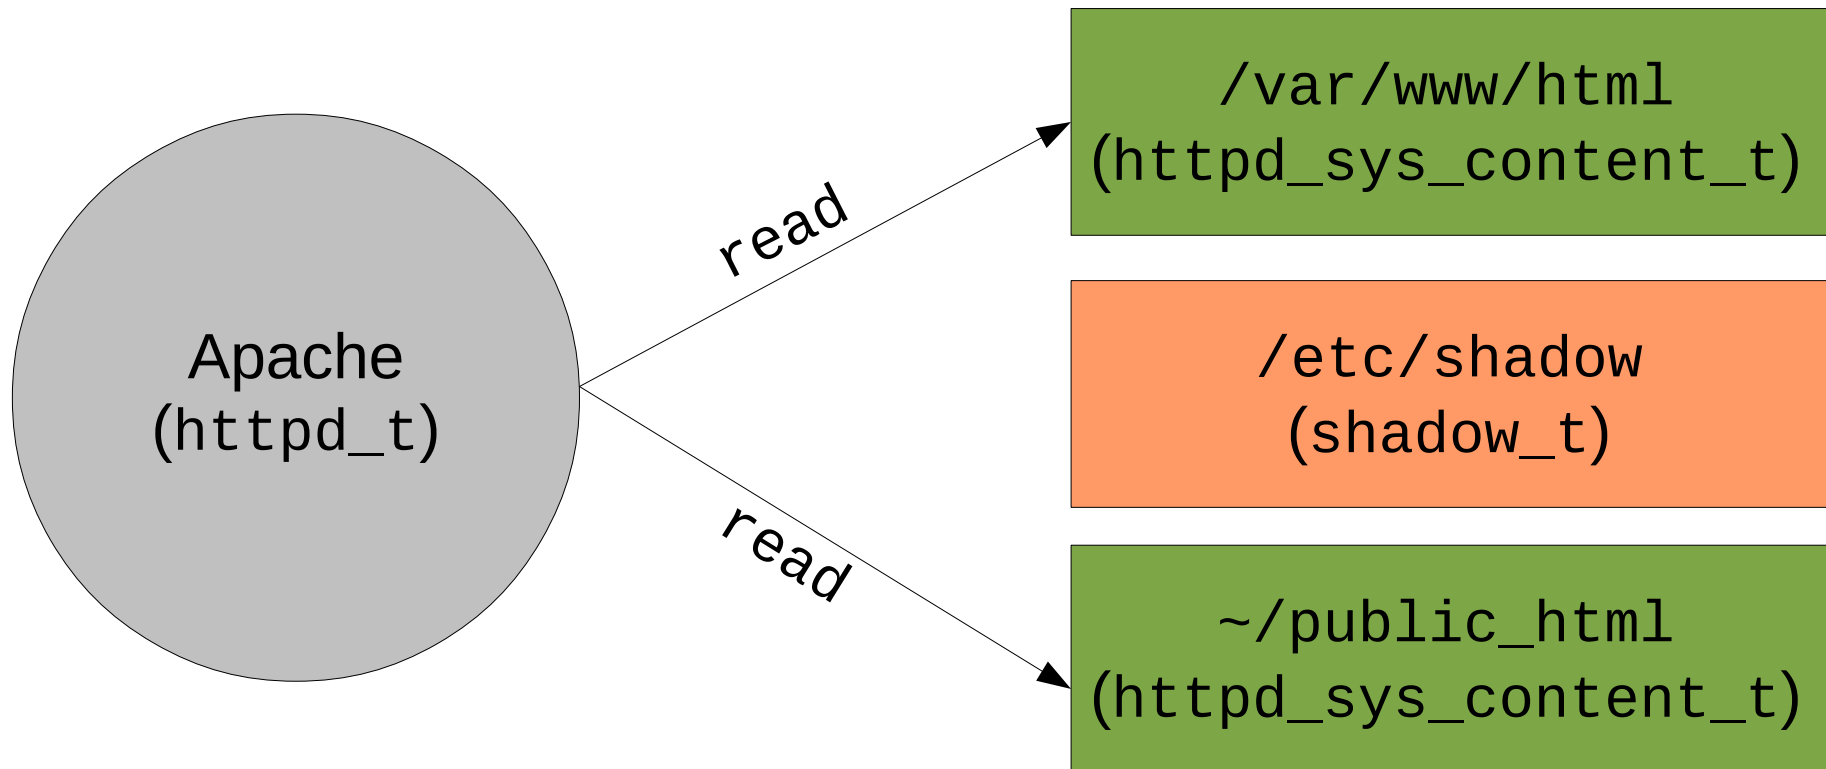 Apache
(httpd_t)
read
read
/var/www/html
(httpd_sys_content_t)
/etc/shadow
(shadow_t)
~/public_html
(httpd_sys_content_t)